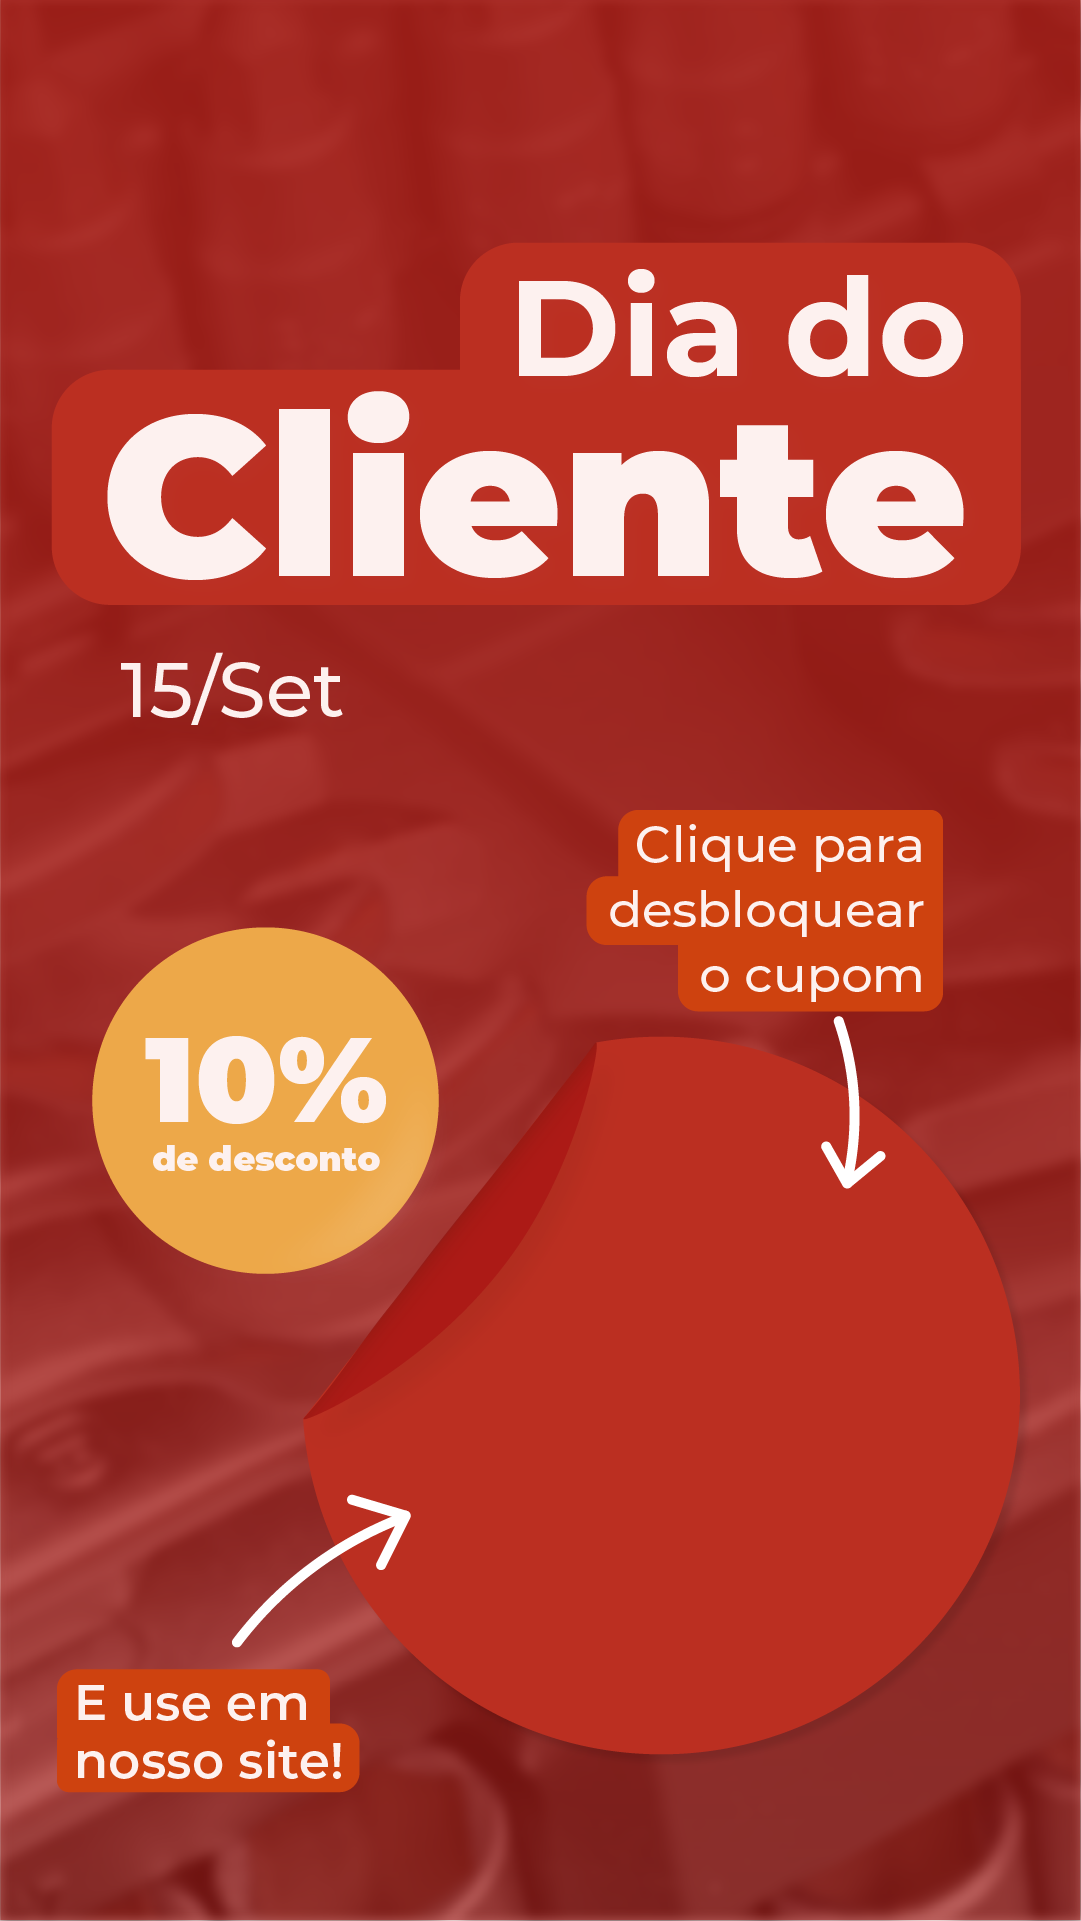 Dia do
Cliente
15/Set
Clique para
desbloquear
o cupom
10%
de desconto
E use em
nosso site!